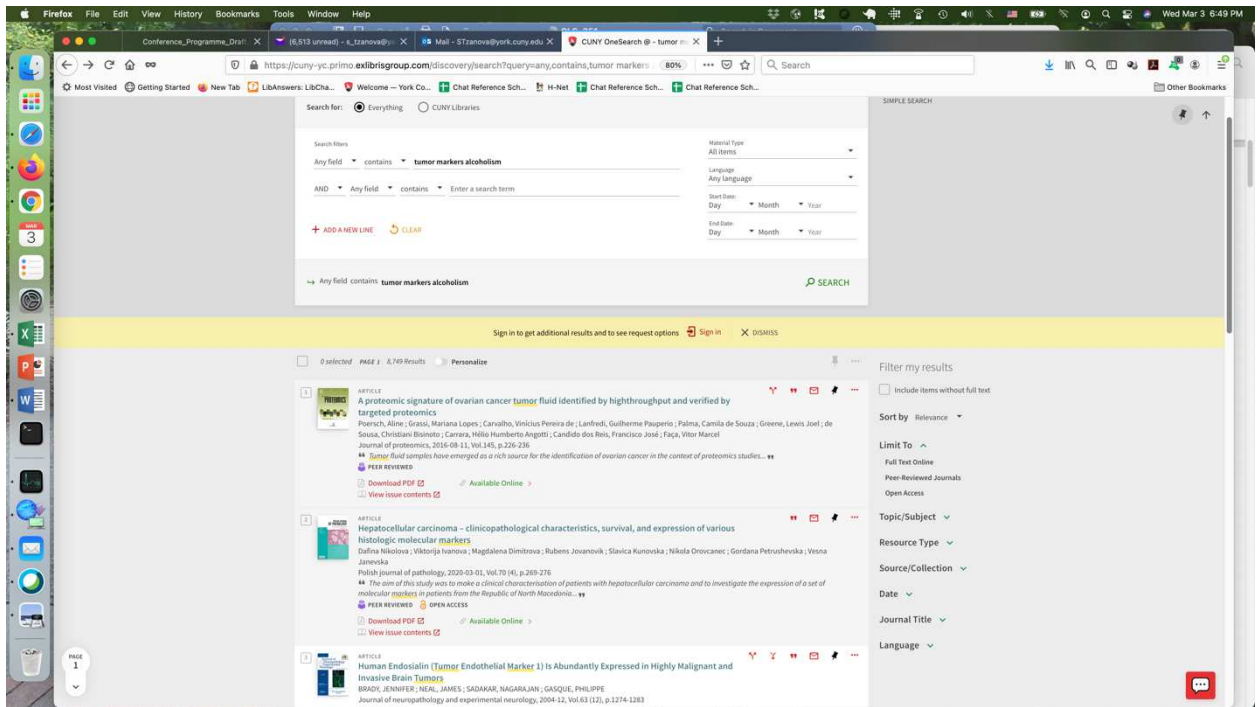 Firefox File Edit View History Bookmarks Tools Window Help
Wed Mar 3 6:49 PM
Conference_Programme_Draft
(6,513 unread) - s_tzanova@y
Mail - STzanova@york.cuny.edu
CUNY OneSearch @ - tumor m
https://cuny-yc.primo.exlibrisgroup.com/discovery/search?query=any,contains,tumor markers
80%
Search
Most Visited Getting Started New Tab LibAnswers: LibCha... Welcome — York Co... Chat Reference Sch... H-Net Chat Reference Sch... Chat Reference Sch... Other Bookmarks
Search for: Everything CUNY Libraries
SIMPLE SEARCH
Search filters
Any field contains tumor markers alcoholism
AND Any field contains Enter a search term
+ ADD A NEW LINE CLEAR
Material Type
All items
Language
Any language
Start Date:
Day Month Year
End Date:
Day Month Year
Any field contains tumor markers alcoholism
SEARCH
Sign in to get additional results and to see request options Sign in DISMISS
0 selected PAGE 1 8,749 Results Personalize
1
ARTICLE
A proteomic signature of ovarian cancer tumor fluid identified by highthroughput and verified by
targeted proteomics
Poersch, Aline ; Grassi, Mariana Lopes ; Carvalho, Vinícius Pereira de ; Lanfredi, Guilherme Pauperio ; Palma, Camila de Souza ; Greene, Lewis Joel ; de
Sousa, Christiani Bisinoto ; Carrara, Hélio Humberto Angotti ; Candido dos Reis, Francisco José ; Faça, Vitor Marcel
Journal of proteomics, 2016-08-11, Vol.145, p.226-236
Tumor fluid samples have emerged as a rich source for the identification of ovarian cancer in the context of proteomics studies...
PEER REVIEWED
Download PDF Available Online >
View issue contents
2
ARTICLE
Hepatocellular carcinoma – clinicopathological characteristics, survival, and expression of various
histologic molecular markers
Dafina Nikolova ; Viktorija Ivanova ; Magdalena Dimitrova ; Rubens Jovanovik ; Slavica Kunovska ; Nikola Orovcanec ; Gordana Petrushevska ; Vesna
Janevska
Polish journal of pathology, 2020-03-01, Vol.70 (4), p.269-276
The aim of this study was to make a clinical characterisation of patients with hepatocellular carcinoma and to investigate the expression of a set of
molecular markers in patients from the Republic of North Macedonia...
PEER REVIEWED OPEN ACCESS
Download PDF Available Online >
View issue contents
3
ARTICLE
Human Endosialin (Tumor Endothelial Marker 1) Is Abundantly Expressed in Highly Malignant and
Invasive Brain Tumors
BRADY, JENNIFER ; NEAL, JAMES ; SADAKAR, NAGARAJAN ; GASQUE, PHILIPPE
Journal of neuropathology and experimental neurology, 2004-12, Vol.63 (12), p.1274-1283
Filter my results
Include items without full text
Sort by Relevance
Limit To
Full Text Online
Peer-Reviewed Journals
Open Access
Topic/Subject
Resource Type
Source/Collection
Date
Journal Title
Language
PAGE
1
MAR
3